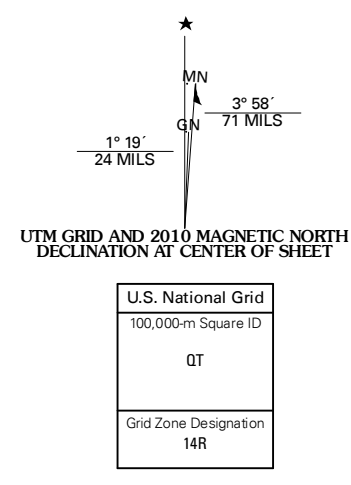 MN
GN
3° 58´
71 MILS
1° 19´
24 MILS
UTM GRID AND 2010 MAGNETIC NORTH
DECLINATION AT CENTER OF SHEET
U.S. National Grid
100,000-m Square ID
QT
Grid Zone Designation
14R